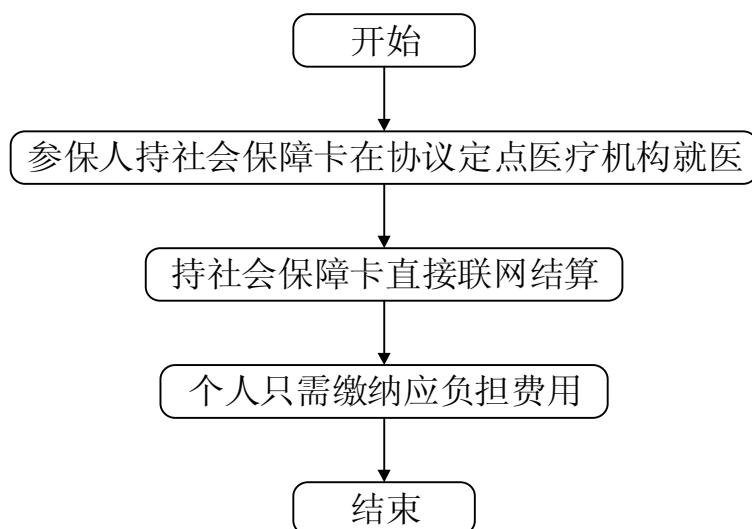 开始
参保人持社会保障卡在协议定点医疗机构就医
持社会保障卡直接联网结算
个人只需缴纳应负担费用
结束